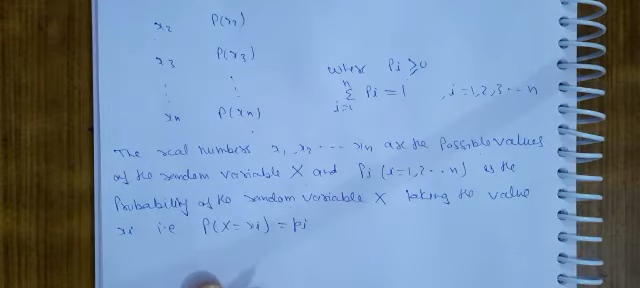 x2 P(x2)
x3 P(x3)
⋮ ⋮
xn P(xn)
where Pi ≥ 0
n
Σ Pi = 1 , i = 1, 2, 3 ·· n
i=1
The real numbers x1, x2 ···· xn are the Possible values
of the random variable X and Pi (i=1,2··n) is the
Probability of the random variable X taking the value
xi i.e P(X=xi) = pi